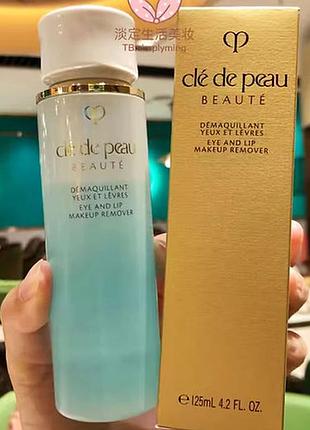 淡定生活美妆
clé de peau
BEAUTÉ
DÉMAQUILLANT
YEUX ET LÈVRES
EYE AND LIP
MAKEUP REMOVER
clé de peau
BEAUTÉ
DÉMAQUILLANT
YEUX ET LÈVRES
EYE AND LIP
MAKEUP REMOVER
e125mL 4.2 FL. OZ.